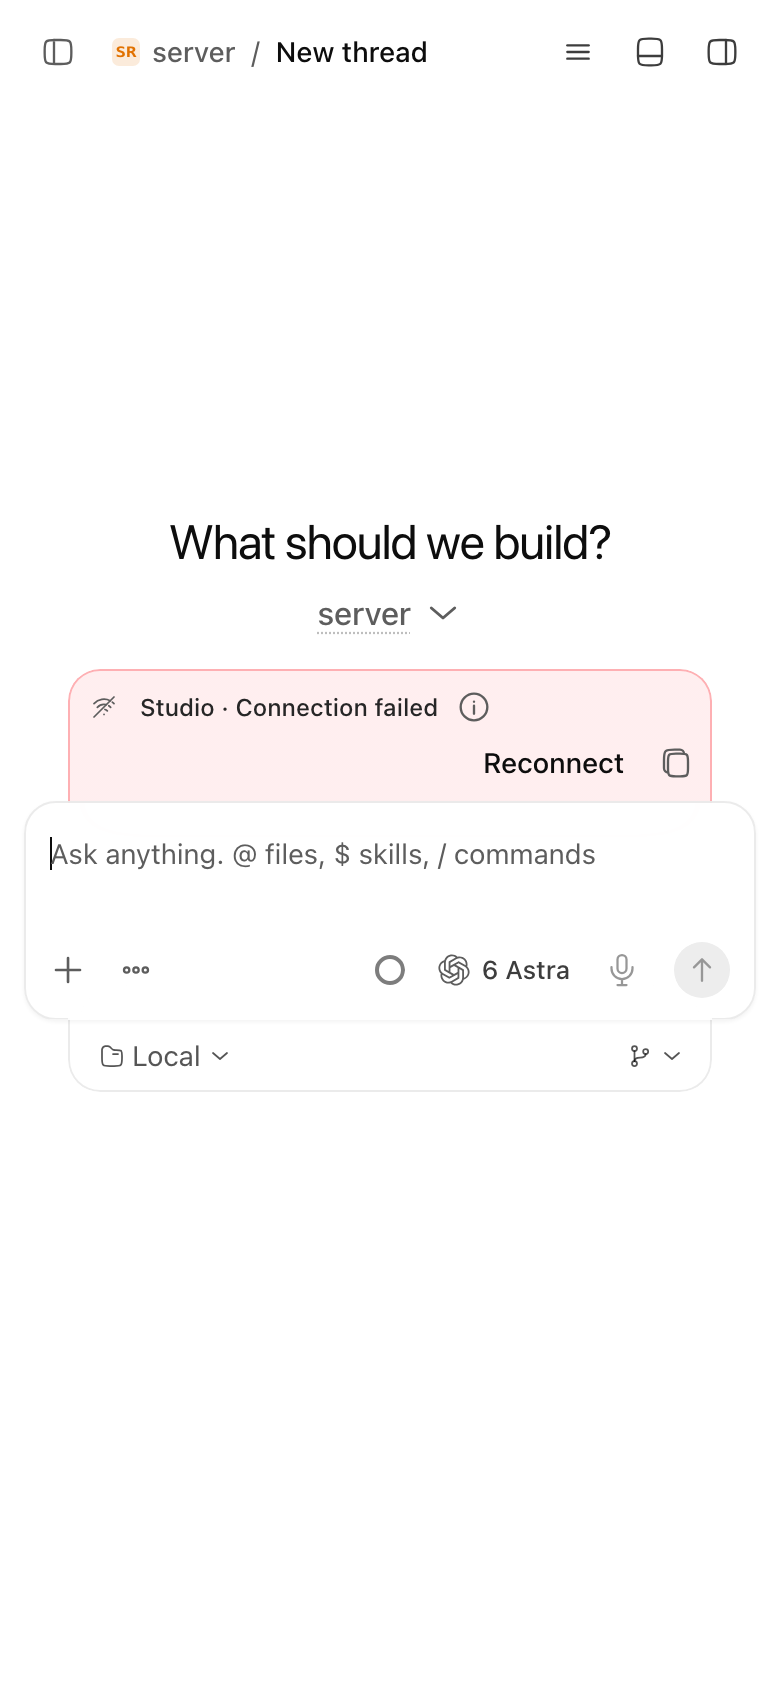 SR server / New thread
What should we build?
server
Studio · Connection failed
Reconnect
Ask anything. @ files, $ skills, / commands
6 Astra
Local